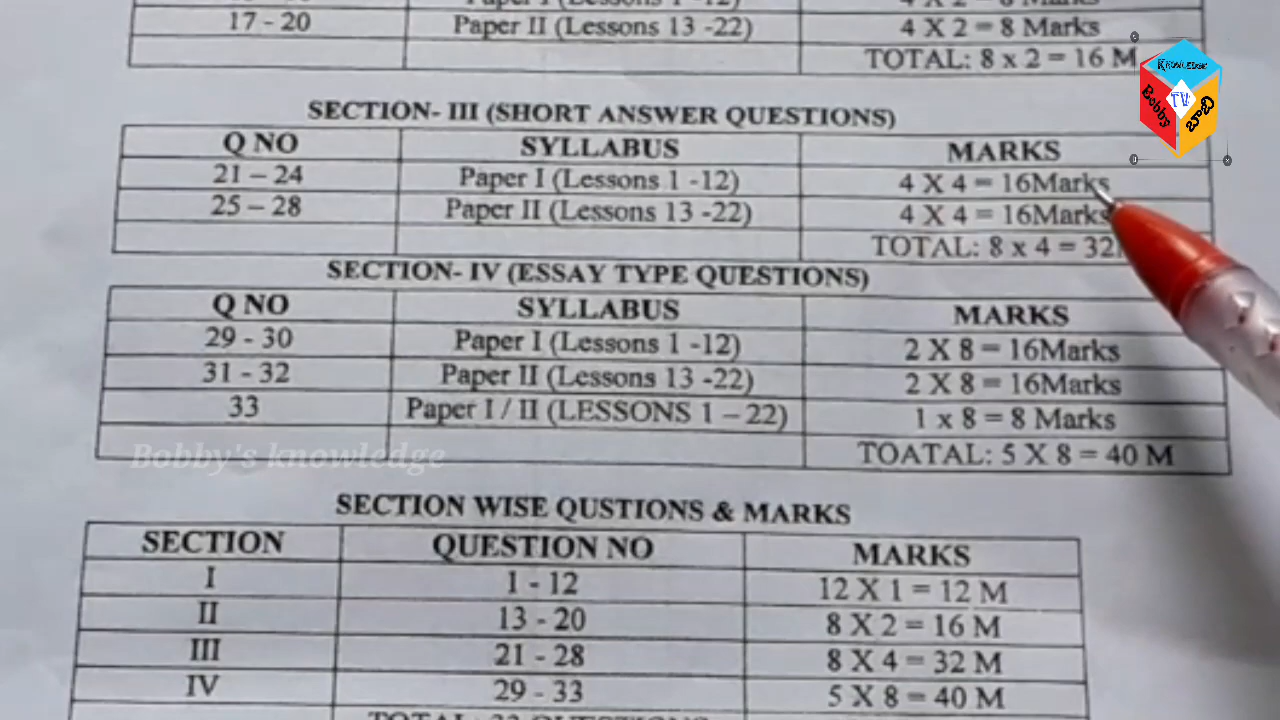 17 - 20 Paper II (Lessons 13 -22) 4 X 2 = 8 Marks
TOTAL: 8 x 2 = 16 M
KNOWLEDGE
Bobby
TV
SECTION- III (SHORT ANSWER QUESTIONS)
Q NO SYLLABUS MARKS
21 – 24 Paper I (Lessons 1 -12) 4 X 4 = 16Marks
25 – 28 Paper II (Lessons 13 -22) 4 X 4 = 16Marks
TOTAL: 8 x 4 = 32
SECTION- IV (ESSAY TYPE QUESTIONS)
Q NO SYLLABUS MARKS
29 - 30 Paper I (Lessons 1 -12) 2 X 8 = 16Marks
31 - 32 Paper II (Lessons 13 -22) 2 X 8 = 16Marks
33 Paper I / II (LESSONS 1 – 22) 1 x 8 = 8 Marks
Bobby's knowledge
TOATAL: 5 X 8 = 40 M
SECTION WISE QUSTIONS & MARKS
SECTION QUESTION NO MARKS
I 1 - 12 12 X 1 = 12 M
II 13 - 20 8 X 2 = 16 M
III 21 - 28 8 X 4 = 32 M
IV 29 - 33 5 X 8 = 40 M